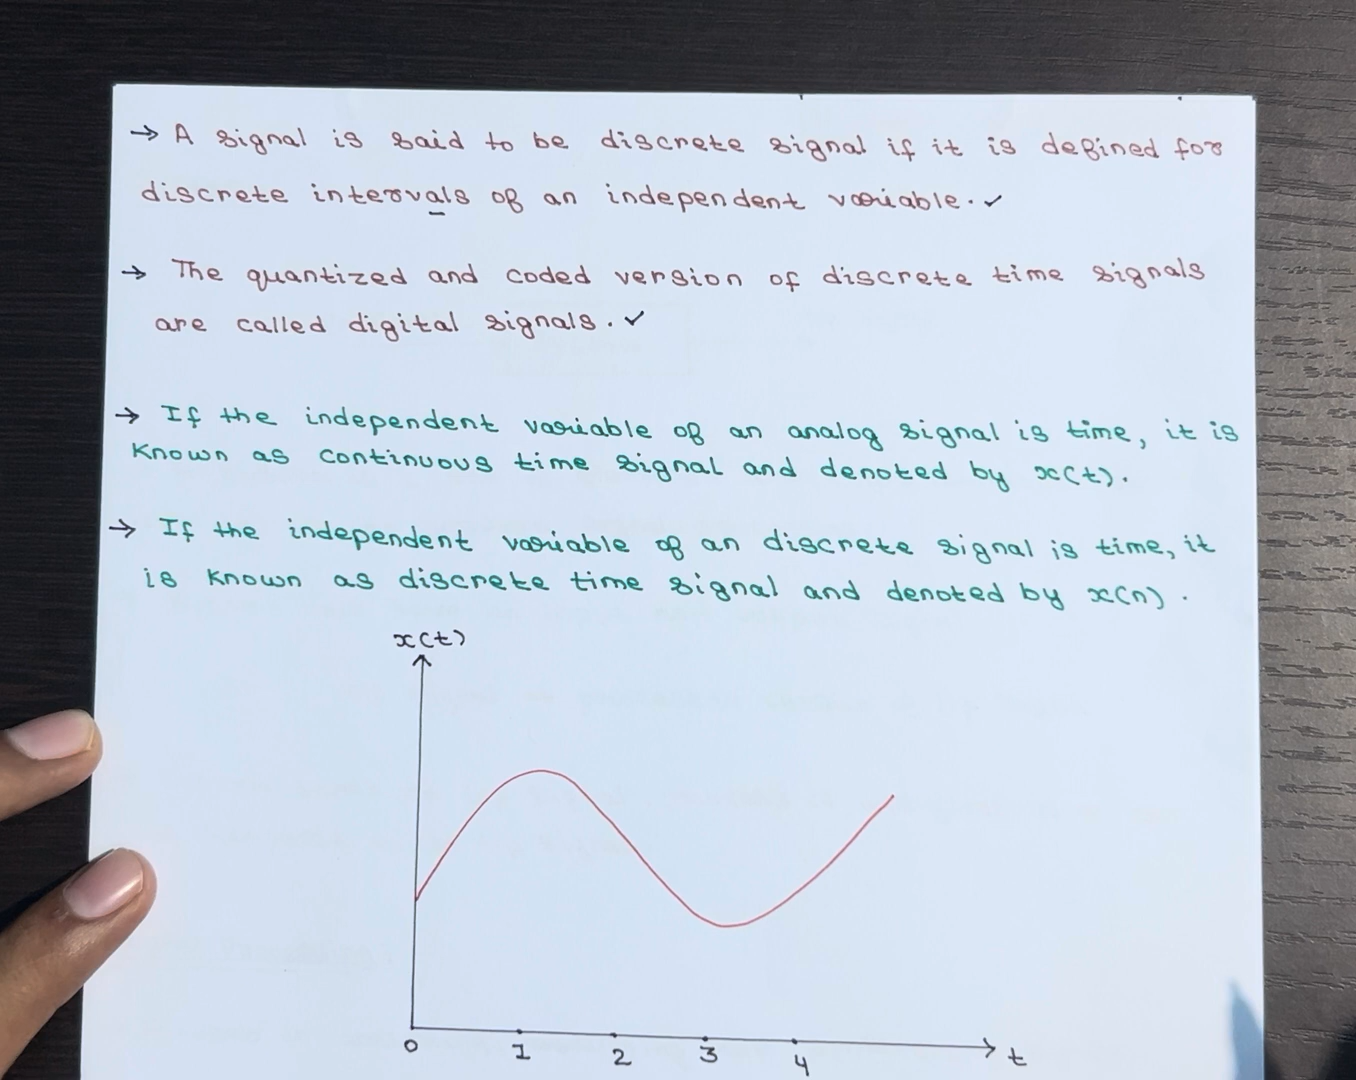 → A signal is said to be discrete signal if it is defined for
discrete intervals of an independent variable. ✓
→ The quantized and coded version of discrete time signals
are called digital signals. ✓
→ If the independent variable of an analog signal is time, it is
known as continuous time signal and denoted by x(t).
→ If the independent variable of an discrete signal is time, it
is known as discrete time signal and denoted by x(n).
x(t)
0 1 2 3 4 t